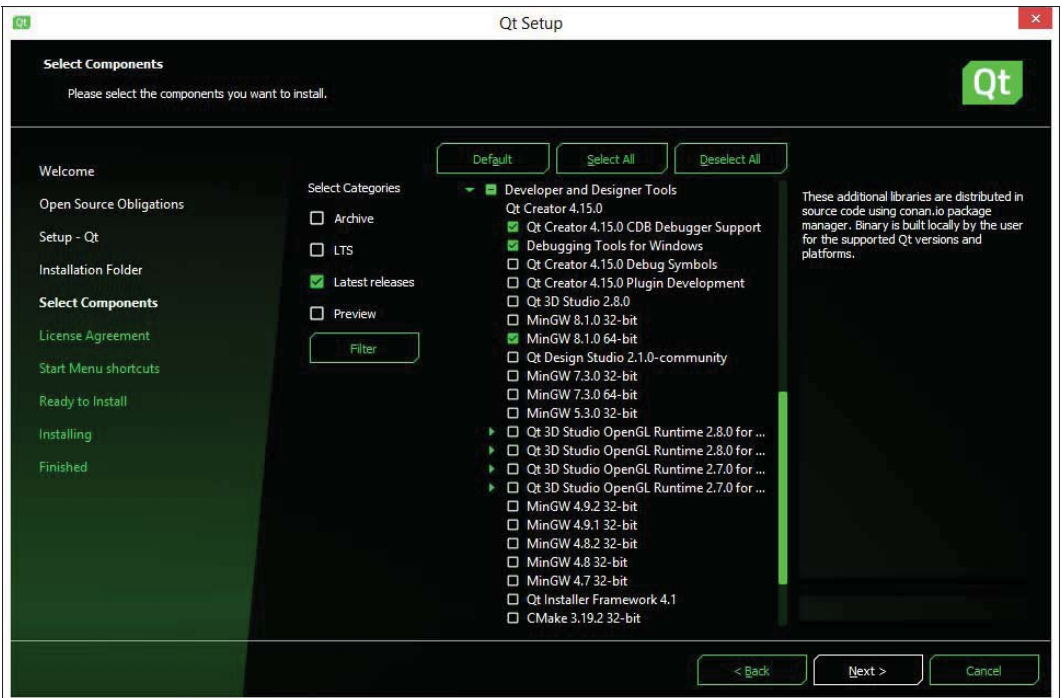 Qt
Qt Setup
Select Components
Please select the components you want to install.
Qt
Welcome
Open Source Obligations
Setup - Qt
Installation Folder
Select Components
License Agreement
Start Menu shortcuts
Ready to Install
Installing
Finished
Select Categories
Archive
LTS
Latest releases
Preview
Filter
Default
Select All
Deselect All
Developer and Designer Tools
Qt Creator 4.15.0
Qt Creator 4.15.0 CDB Debugger Support
Debugging Tools for Windows
Qt Creator 4.15.0 Debug Symbols
Qt Creator 4.15.0 Plugin Development
Qt 3D Studio 2.8.0
MinGW 8.1.0 32-bit
MinGW 8.1.0 64-bit
Qt Design Studio 2.1.0-community
MinGW 7.3.0 32-bit
MinGW 7.3.0 64-bit
MinGW 5.3.0 32-bit
Qt 3D Studio OpenGL Runtime 2.8.0 for ...
Qt 3D Studio OpenGL Runtime 2.8.0 for ...
Qt 3D Studio OpenGL Runtime 2.7.0 for ...
Qt 3D Studio OpenGL Runtime 2.7.0 for ...
MinGW 4.9.2 32-bit
MinGW 4.9.1 32-bit
MinGW 4.8.2 32-bit
MinGW 4.8 32-bit
MinGW 4.7 32-bit
Qt Installer Framework 4.1
CMake 3.19.2 32-bit
These additional libraries are distributed in
source code using conan.io package
manager. Binary is built locally by the user
for the supported Qt versions and
platforms.
< Back
Next >
Cancel